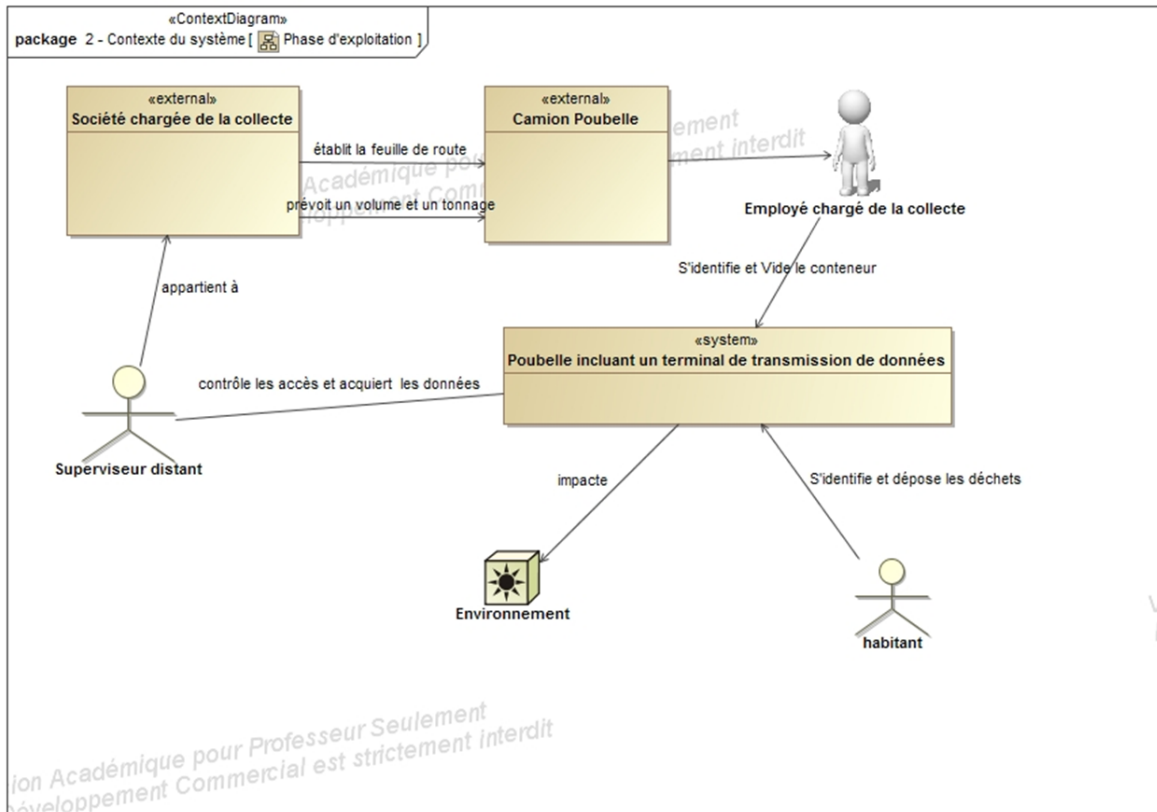 «ContextDiagram»
package 2 - Contexte du système [ Phase d'exploitation ]
«external»
Société chargée de la collecte
«external»
Camion Poubelle
établit la feuille de route
prévoit un volume et un tonnage
Employé chargé de la collecte
S'identifie et Vide le conteneur
appartient à
«system»
Poubelle incluant un terminal de transmission de données
contrôle les accès et acquiert les données
Superviseur distant
impacte
S'identifie et dépose les déchets
Environnement
habitant
Académique pou
interdit
ion Académique pour Professeur Seulement
éveloppement Commercial est strictement interdit